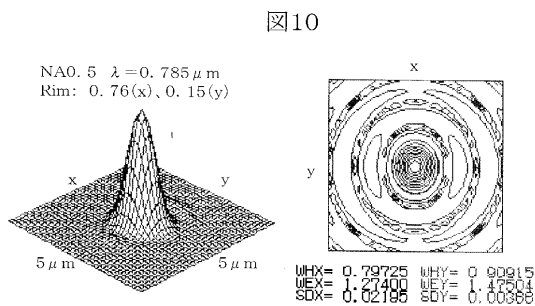 図10
NA0. 5 λ=0. 785μm
Rim: 0. 76(x)、0. 15(y)
x
y
5μm
5μm
x
y
WHX= 0.79725 WHY= 0.90915
WEX= 1.27400 WEY= 1.47504
SDX= 0.02195 SDY= 0.00368